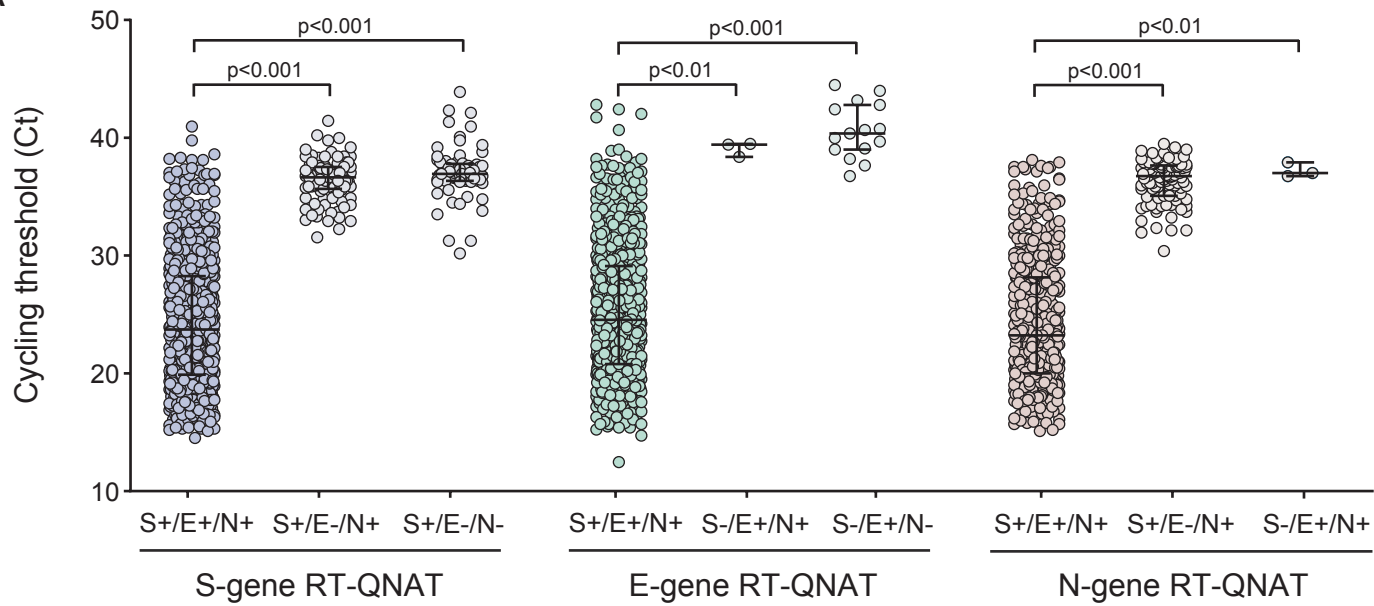 50
p<0.001
p<0.001
p<0.001
p<0.01
p<0.01
p<0.001
40
30
20
10
Cycling threshold (Ct)
S+/E+/N+ S+/E-/N+ S+/E-/N-
S+/E+/N+ S-/E+/N+ S-/E+/N-
S+/E+/N+ S+/E-/N+ S-/E+/N+
S-gene RT-QNAT
E-gene RT-QNAT
N-gene RT-QNAT